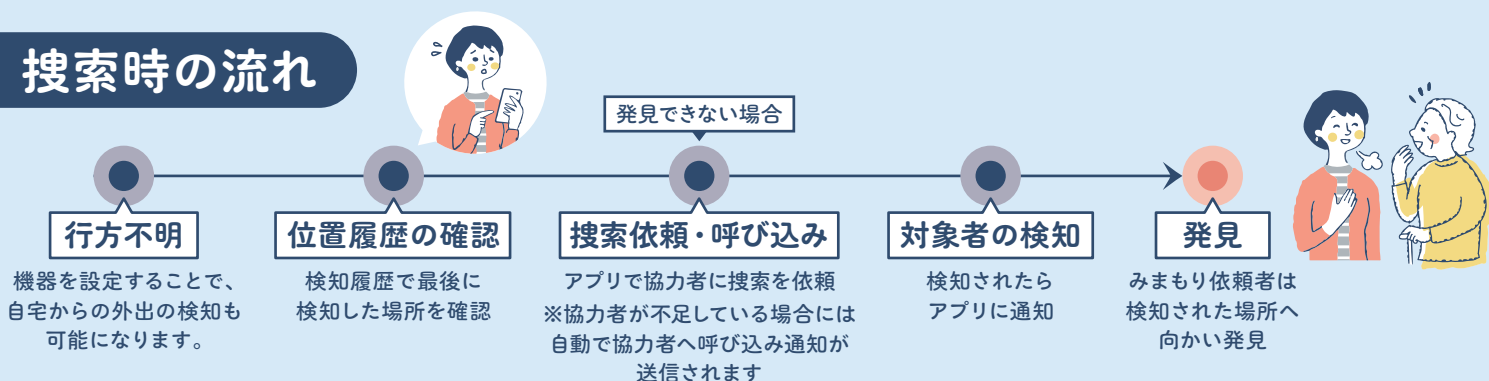 捜索時の流れ
発見できない場合
行方不明
機器を設定することで、
自宅からの外出の検知も
可能になります。
位置履歴の確認
検知履歴で最後に
検知した場所を確認
捜索依頼・呼び込み
アプリで協力者に捜索を依頼
※協力者が不足している場合には
自動で協力者へ呼び込み通知が
送信されます
対象者の検知
検知されたら
アプリに通知
発見
みまもり依頼者は
検知された場所へ
向かい発見